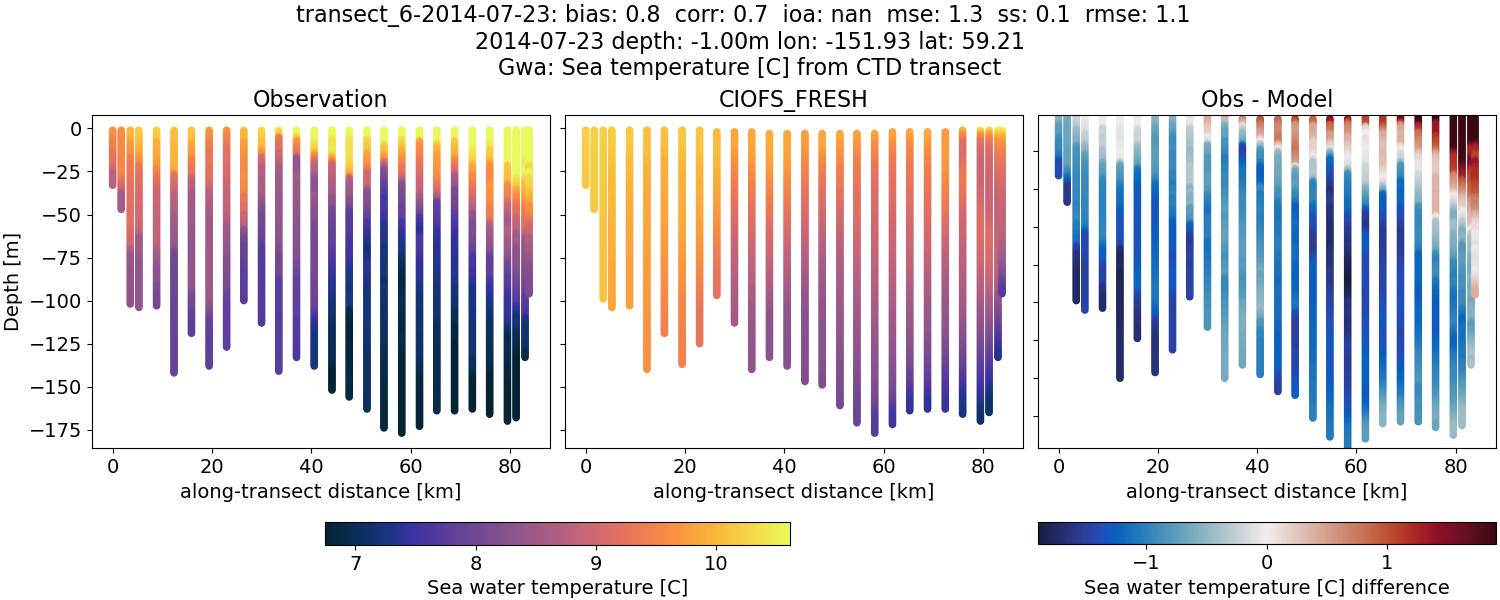 transect_6-2014-07-23: bias: 0.8  corr: 0.7  ioa: nan  mse: 1.3  ss: 0.1  rmse: 1.1
2014-07-23 depth: -1.00m lon: -151.93 lat: 59.21
Gwa: Sea temperature [C] from CTD transect
Observation
CIOFS_FRESH
Obs - Model
Depth [m]
0
−25
−50
−75
−100
−125
−150
−175
0 20 40 60 80
0 20 40 60 80
0 20 40 60 80
along-transect distance [km]
along-transect distance [km]
along-transect distance [km]
7 8 9 10
Sea water temperature [C]
−1 0 1
Sea water temperature [C] difference